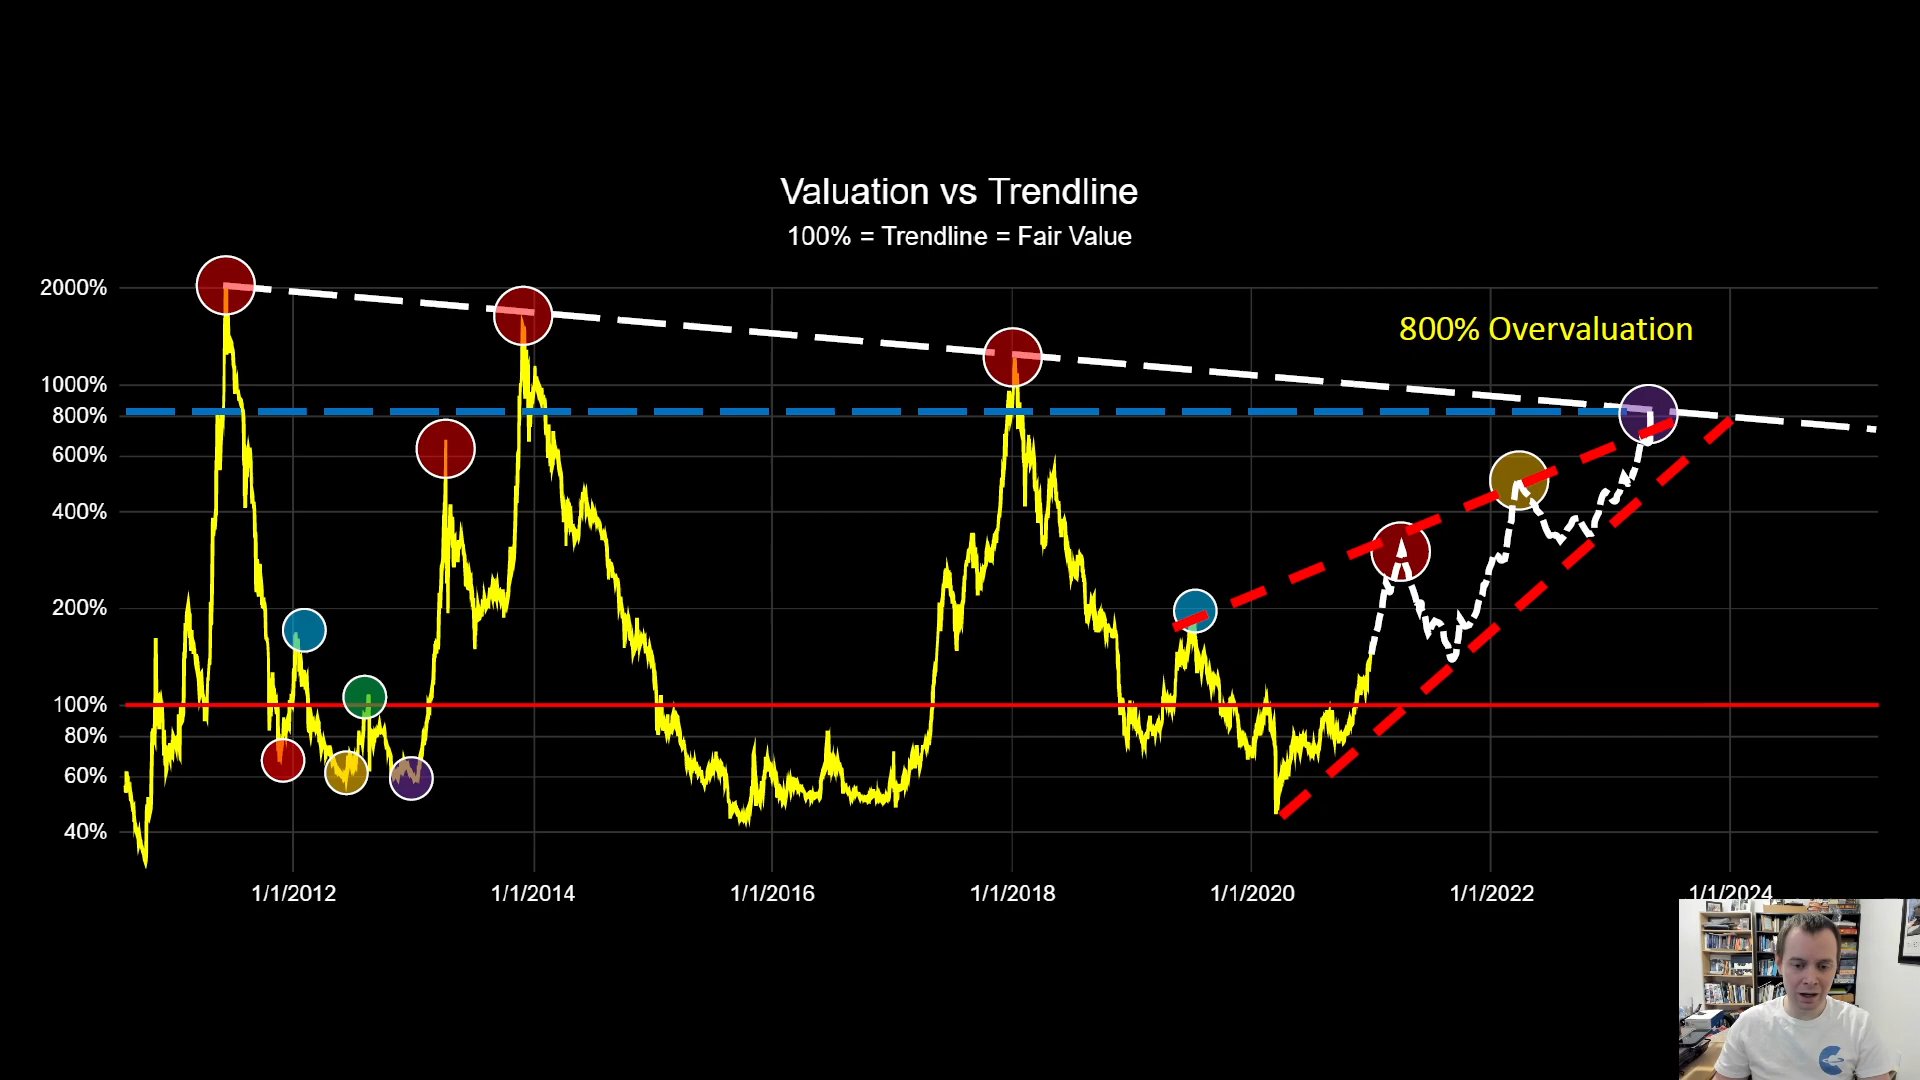 Valuation vs Trendline
100% = Trendline = Fair Value
800% Overvaluation
2000%
1000%
800%
600%
400%
200%
100%
80%
60%
40%
1/1/2012 1/1/2014 1/1/2016 1/1/2018 1/1/2020 1/1/2022 1/1/2024